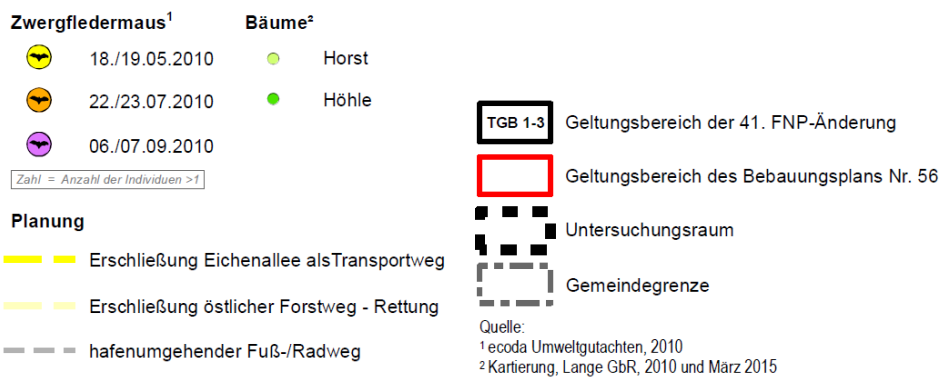 Zwergfledermaus¹
18./19.05.2010
22./23.07.2010
06./07.09.2010
Zahl = Anzahl der Individuen >1
Bäume²
Horst
Höhle
Planung
Erschließung Eichenallee alsTransportweg
Erschließung östlicher Forstweg - Rettung
hafenumgehender Fuß-/Radweg
TGB 1-3 Geltungsbereich der 41. FNP-Änderung
Geltungsbereich des Bebauungsplans Nr. 56
Untersuchungsraum
Gemeindegrenze
Quelle:
¹ ecoda Umweltgutachten, 2010
² Kartierung, Lange GbR, 2010 und März 2015